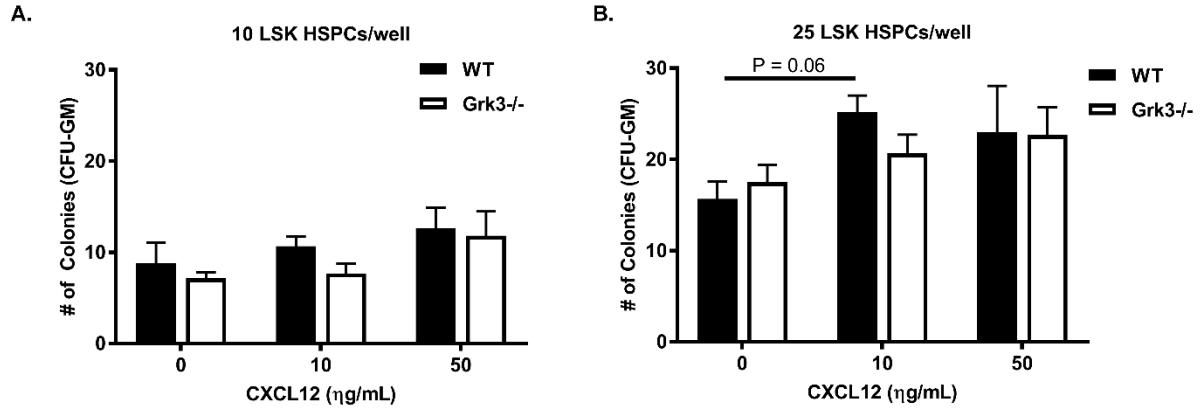 A.
10 LSK HSPCs/well
WT
Grk3-/-
# of Colonies (CFU-GM)
30
20
10
0
0 10 50
CXCL12 (ηg/mL)
B.
25 LSK HSPCs/well
P = 0.06
WT
Grk3-/-
# of Colonies (CFU-GM)
30
20
10
0
0 10 50
CXCL12 (ηg/mL)